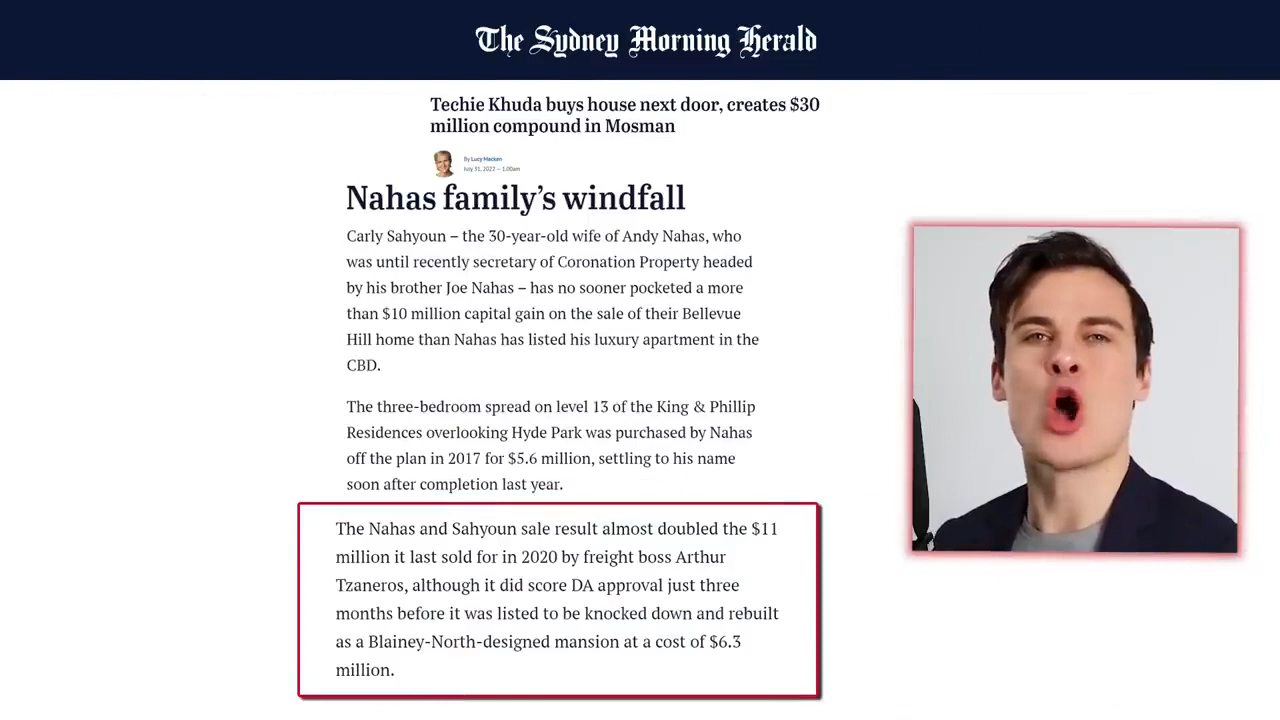 The Sydney Morning Herald
Techie Khuda buys house next door, creates $30
million compound in Mosman
By Lucy Macken
July 31, 2022 — 1.00am
Nahas family’s windfall
Carly Sahyoun – the 30-year-old wife of Andy Nahas, who
was until recently secretary of Coronation Property headed
by his brother Joe Nahas – has no sooner pocketed a more
than $10 million capital gain on the sale of their Bellevue
Hill home than Nahas has listed his luxury apartment in the
CBD.
The three-bedroom spread on level 13 of the King & Phillip
Residences overlooking Hyde Park was purchased by Nahas
off the plan in 2017 for $5.6 million, settling to his name
soon after completion last year.
The Nahas and Sahyoun sale result almost doubled the $11
million it last sold for in 2020 by freight boss Arthur
Tzaneros, although it did score DA approval just three
months before it was listed to be knocked down and rebuilt
as a Blainey-North-designed mansion at a cost of $6.3
million.